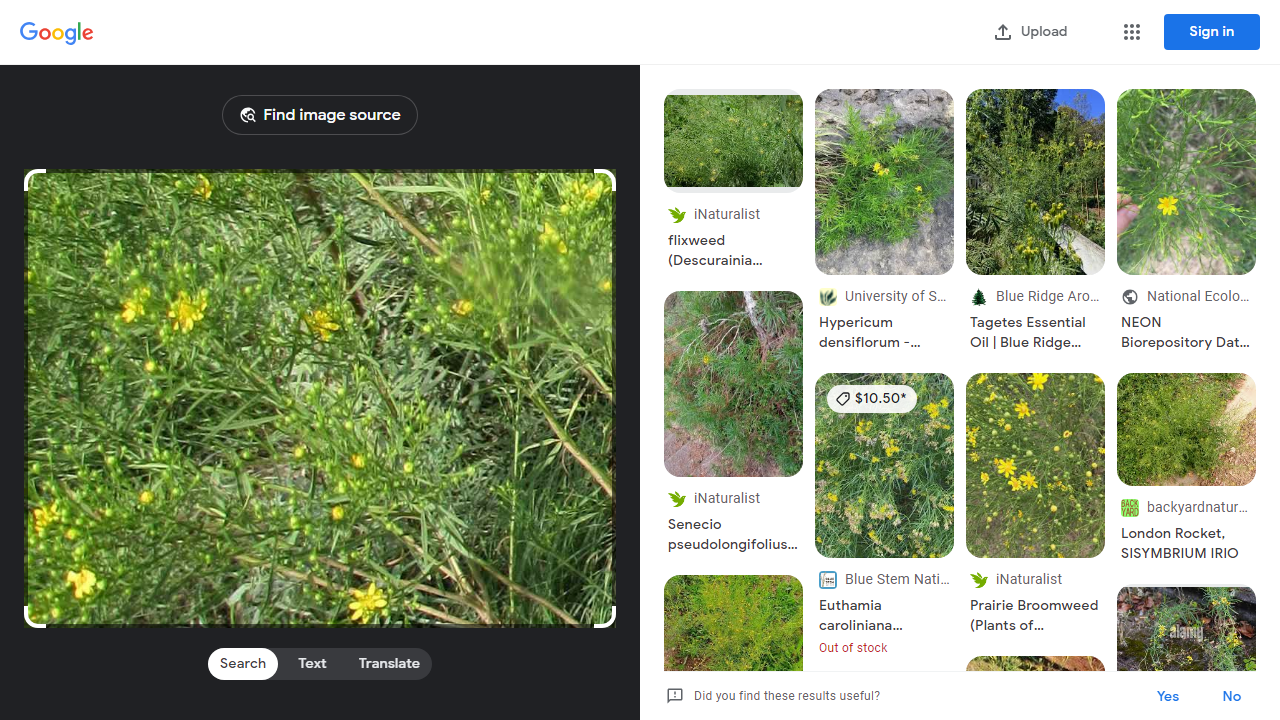 Google
Upload
Sign in
Find image source
Search
Text
Translate
iNaturalist
flixweed
(Descurainia...
iNaturalist
Senecio
pseudolongifolius...
University of S...
Hypericum
densiflorum -...
$10.50*
Blue Stem Nati...
Euthamia
caroliniana...
Out of stock
Blue Ridge Aro...
Tagetes Essential
Oil | Blue Ridge...
iNaturalist
Prairie Broomweed
(Plants of...
National Ecolo...
NEON
Biorepository Dat...
BACK
YARD
backyardnatur...
London Rocket,
SISYMBRIUM IRIO
alamy
Did you find these results useful?
Yes
No